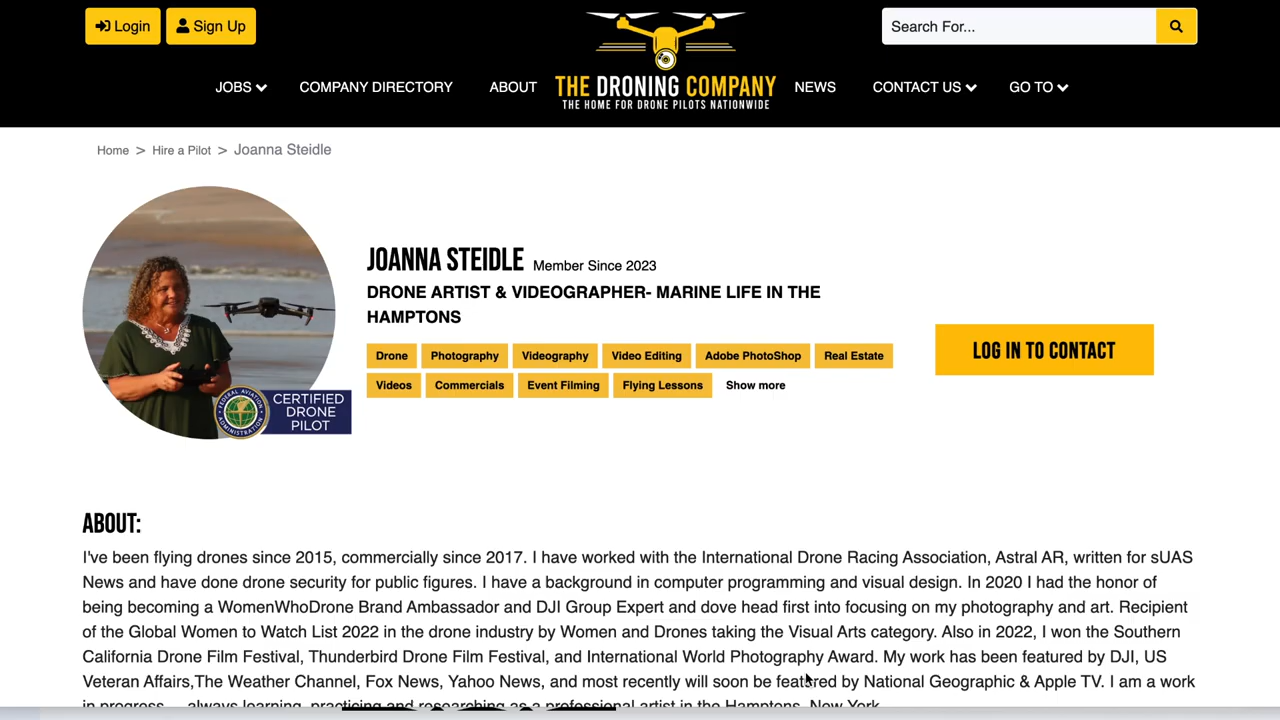 Login
Sign Up
Search For...
JOBS
COMPANY DIRECTORY
ABOUT
THE DRONING COMPANY
THE HOME FOR DRONE PILOTS NATIONWIDE
NEWS
CONTACT US
GO TO
Home > Hire a Pilot > Joanna Steidle
JOANNA STEIDLE Member Since 2023
DRONE ARTIST & VIDEOGRAPHER- MARINE LIFE IN THE
HAMPTONS
Drone Photography Videography Video Editing Adobe PhotoShop Real Estate
Videos Commercials Event Filming Flying Lessons Show more
LOG IN TO CONTACT
FEDERAL AVIATION
ADMINISTRATION
CERTIFIED
DRONE
PILOT
ABOUT:
I've been flying drones since 2015, commercially since 2017. I have worked with the International Drone Racing Association, Astral AR, written for sUAS
News and have done drone security for public figures. I have a background in computer programming and visual design. In 2020 I had the honor of
being becoming a WomenWhoDrone Brand Ambassador and DJI Group Expert and dove head first into focusing on my photography and art. Recipient
of the Global Women to Watch List 2022 in the drone industry by Women and Drones taking the Visual Arts category. Also in 2022, I won the Southern
California Drone Film Festival, Thunderbird Drone Film Festival, and International World Photography Award. My work has been featured by DJI, US
Veteran Affairs,The Weather Channel, Fox News, Yahoo News, and most recently will soon be featured by National Geographic & Apple TV. I am a work
in progress... always learning, practicing and researching as a professional artist in the Hamptons, New York